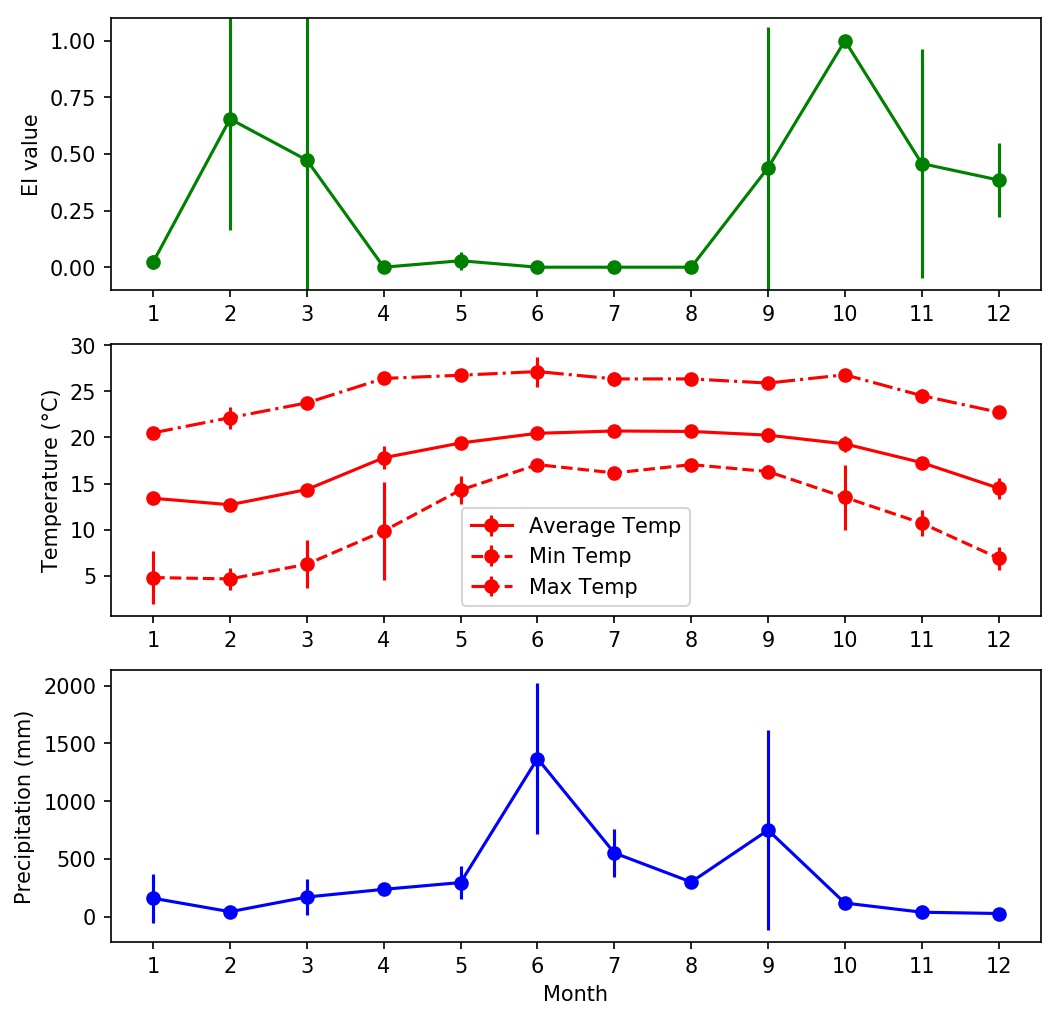 EI value
1.00
0.75
0.50
0.25
0.00
1 2 3 4 5 6 7 8 9 10 11 12
Temperature (°C)
30
25
20
15
10
5
Average Temp
Min Temp
Max Temp
1 2 3 4 5 6 7 8 9 10 11 12
Precipitation (mm)
2000
1500
1000
500
0
1 2 3 4 5 6 7 8 9 10 11 12
Month